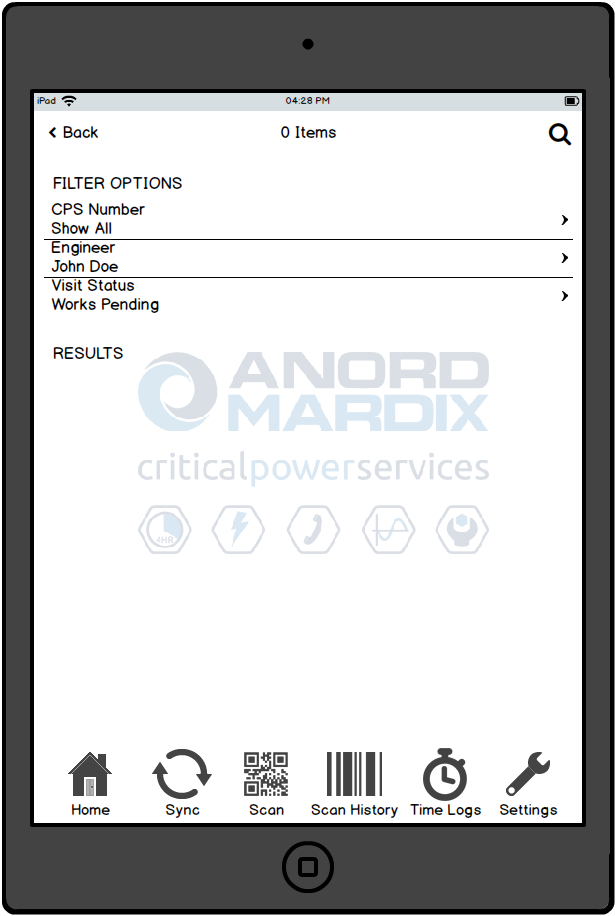 iPad
04:28 PM
Back
0 Items
FILTER OPTIONS
CPS Number
Show All
Engineer
John Doe
Visit Status
Works Pending
RESULTS
ANORD
MARDIX
criticalpowerservices
4HR
Home
Sync
Scan
Scan History
Time Logs
Settings